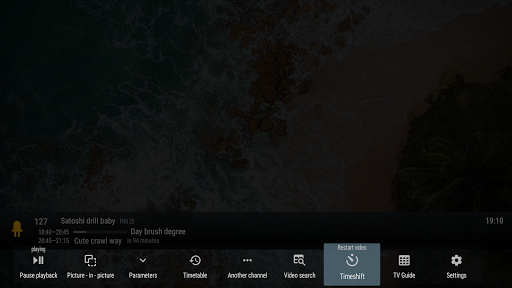 127 Satoshi drill baby FHD 25 19:10
18:40–20:45 Day brush degree
20:45–21:15 Cute crawl way in 94 minutes
playing Restart video
Pause playback Picture - in - picture Parameters Timetable Another channel Video search Timeshift TV Guide Settings